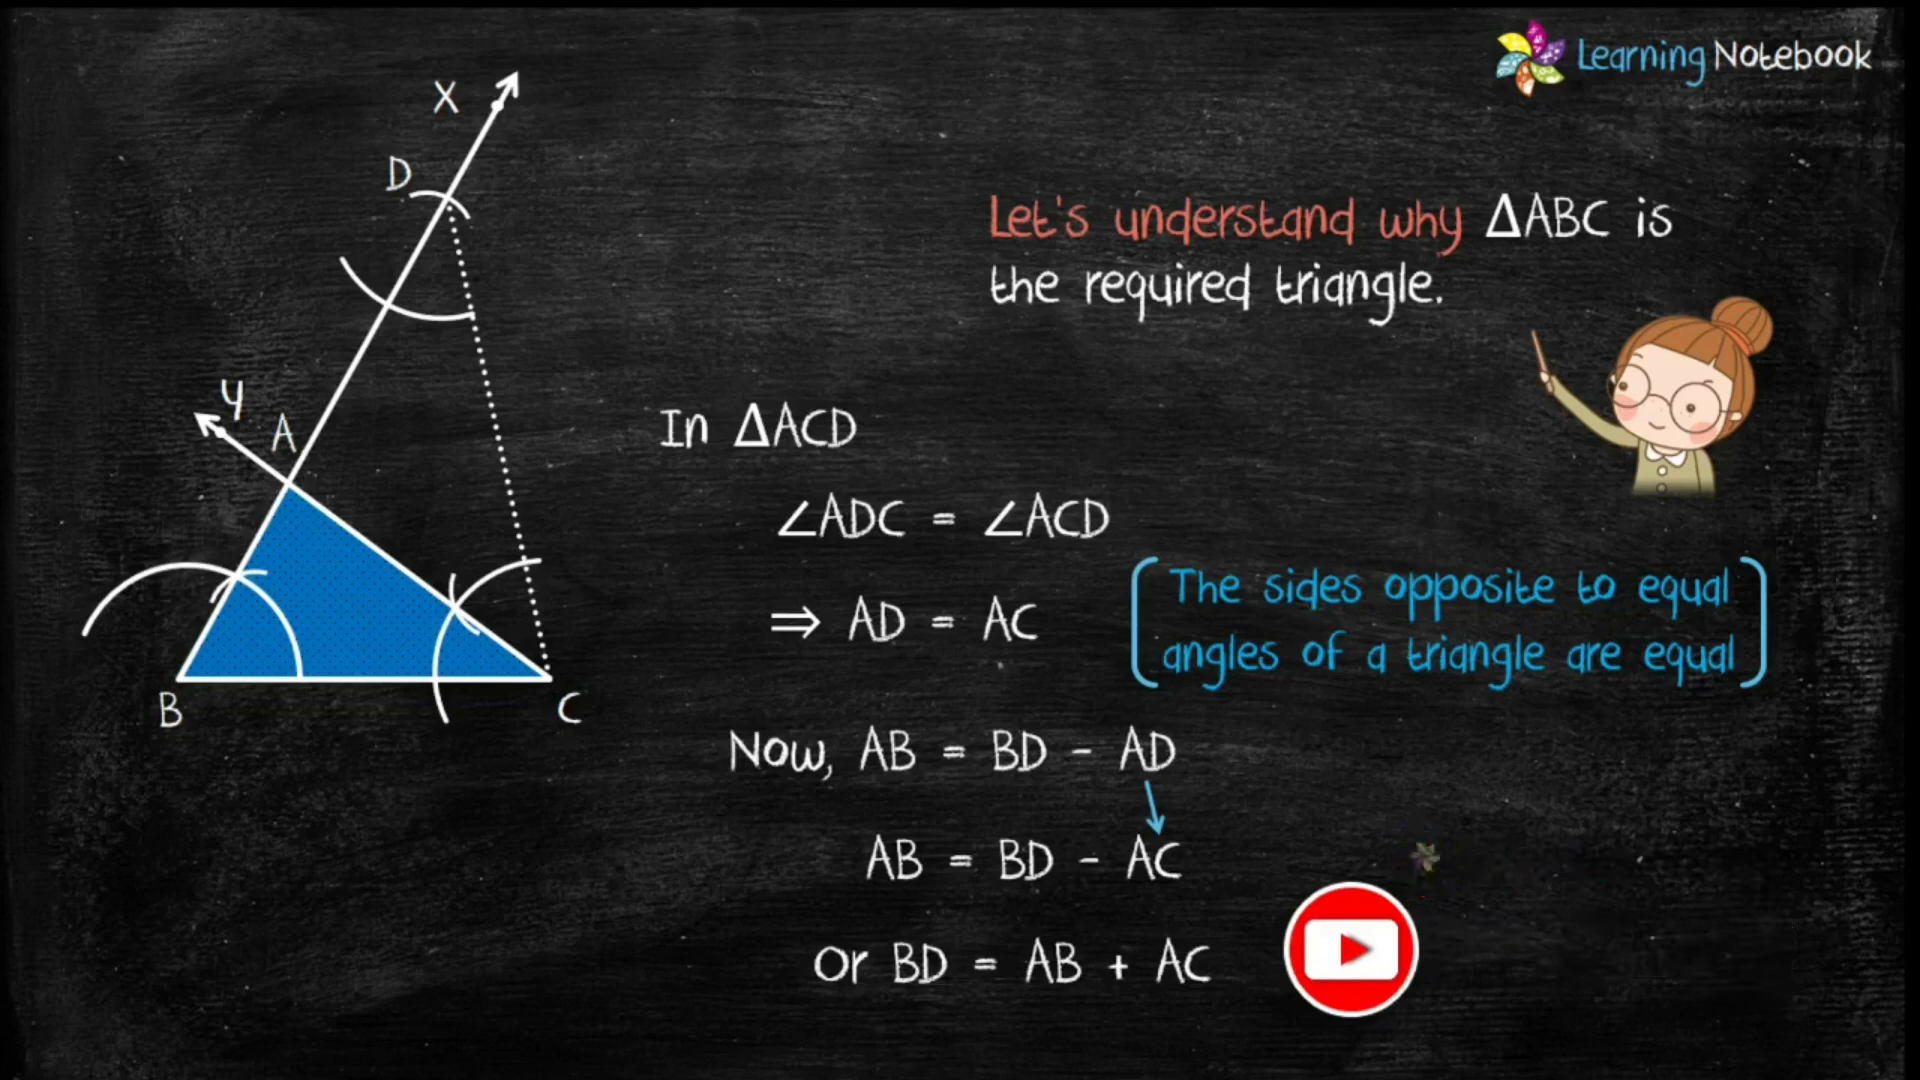 Learning Notebook
X
D
Let's understand why ΔABC is
the required triangle.
y
A
In ΔACD
∠ADC = ∠ACD
⇒ AD = AC
The sides opposite to equal
angles of a triangle are equal
B
C
Now, AB = BD - AD
AB = BD - AC
Or BD = AB + AC